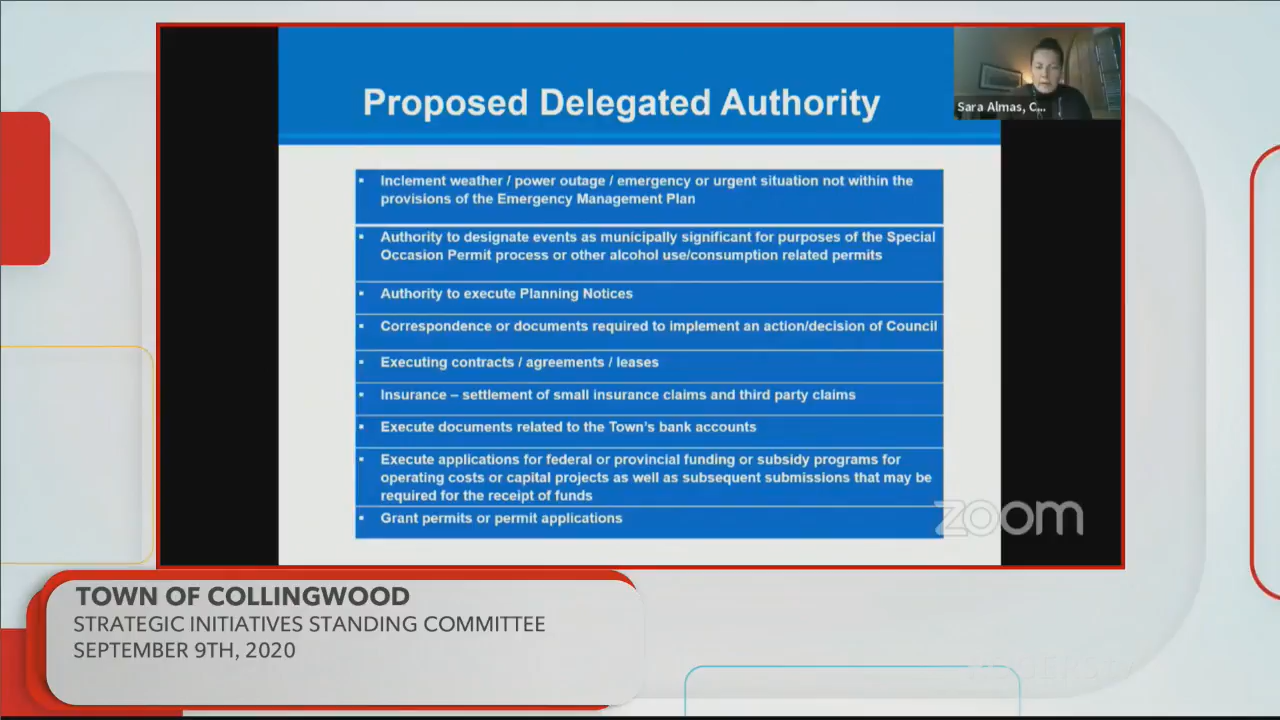 Proposed Delegated Authority
Sara Almas, C...
▪ Inclement weather / power outage / emergency or urgent situation not within the
provisions of the Emergency Management Plan
▪ Authority to designate events as municipally significant for purposes of the Special
Occasion Permit process or other alcohol use/consumption related permits
▪ Authority to execute Planning Notices
▪ Correspondence or documents required to implement an action/decision of Council
▪ Executing contracts / agreements / leases
▪ Insurance – settlement of small insurance claims and third party claims
▪ Execute documents related to the Town's bank accounts
▪ Execute applications for federal or provincial funding or subsidy programs for
operating costs or capital projects as well as subsequent submissions that may be
required for the receipt of funds
▪ Grant permits or permit applications
zoom
TOWN OF COLLINGWOOD
STRATEGIC INITIATIVES STANDING COMMITTEE
SEPTEMBER 9TH, 2020